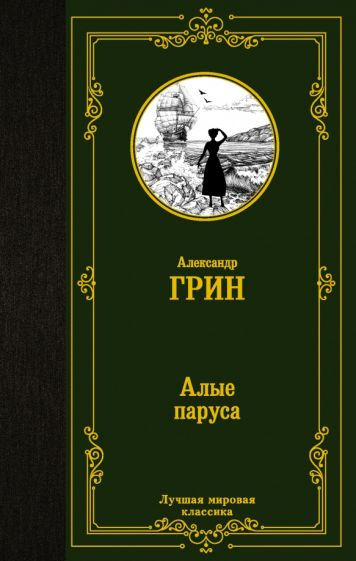 Александр
ГРИН
Алые
паруса
Лучшая мировая
классика